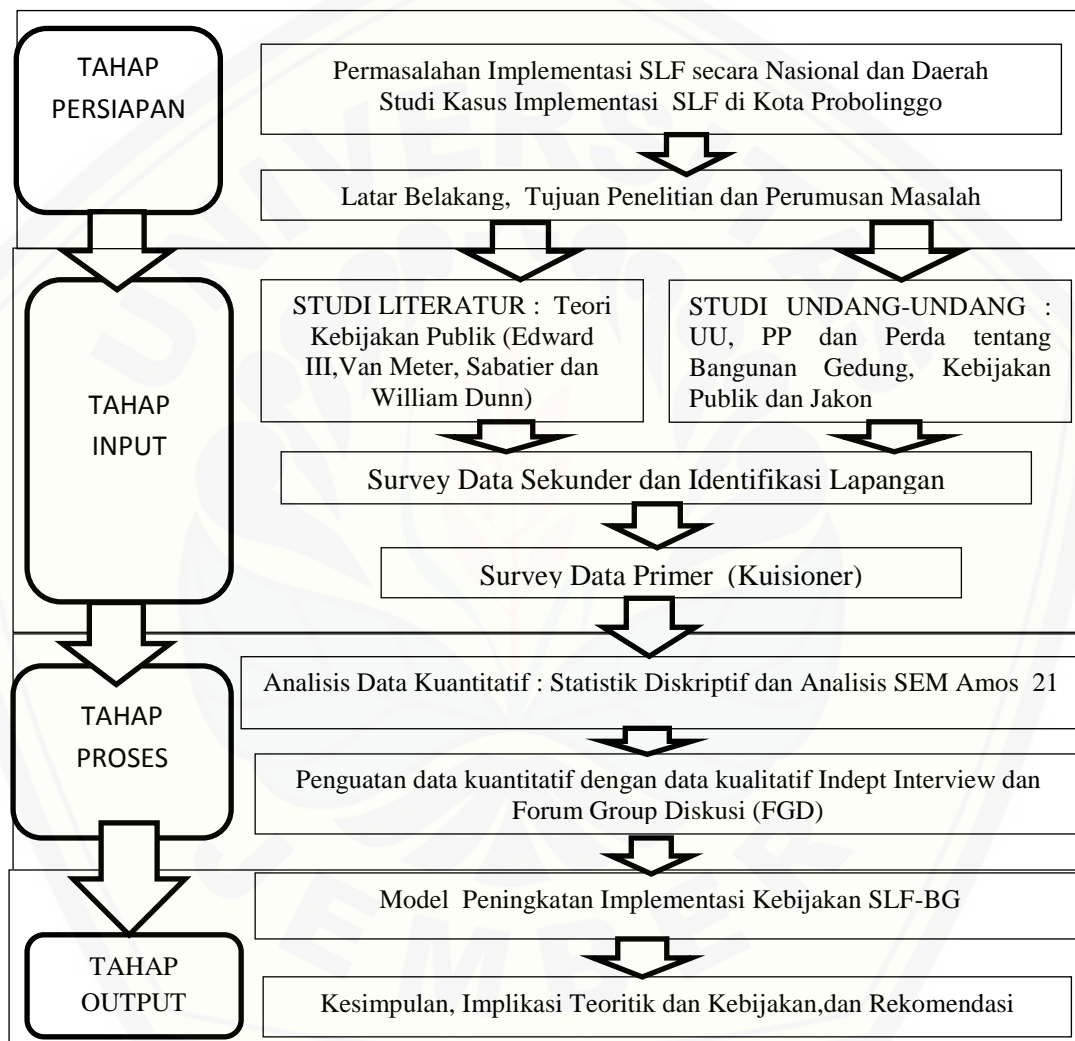 TAHAP
PERSIAPAN
Permasalahan Implementasi SLF secara Nasional dan Daerah
Studi Kasus Implementasi SLF di Kota Probolinggo
Latar Belakang, Tujuan Penelitian dan Perumusan Masalah
TAHAP
INPUT
STUDI LITERATUR : Teori
Kebijakan Publik (Edward
III,Van Meter, Sabatier dan
William Dunn)
STUDI UNDANG-UNDANG :
UU, PP dan Perda tentang
Bangunan Gedung, Kebijakan
Publik dan Jakon
Survey Data Sekunder dan Identifikasi Lapangan
Survey Data Primer (Kuisioner)
TAHAP
PROSES
Analisis Data Kuantitatif : Statistik Diskriptif dan Analisis SEM Amos 21
Penguatan data kuantitatif dengan data kualitatif Indept Interview dan
Forum Group Diskusi (FGD)
Model Peningkatan Implementasi Kebijakan SLF-BG
TAHAP
OUTPUT
Kesimpulan, Implikasi Teoritik dan Kebijakan,dan Rekomendasi
UNIVERSITAS
JEMBER